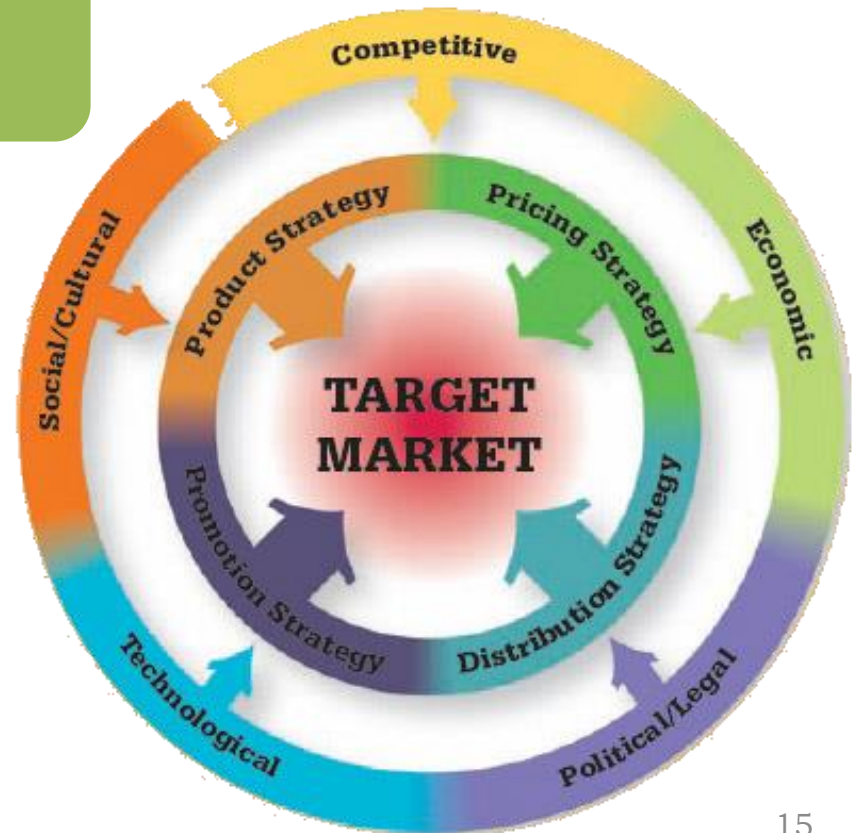 Competitive
Economic
Political/Legal
Technological
Social/Cultural
Product Strategy
Pricing Strategy
Distribution Strategy
Promotion Strategy
TARGET
MARKET
15